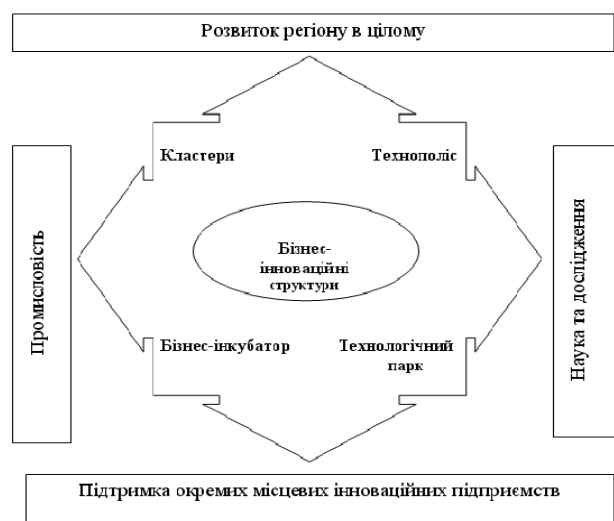 Розвиток регіону в цілому
Кластери
Технополіс
Промисловість
Бізнес-
інноваційні
структури
Наука та дослідження
Бізнес-інкубатор
Технологічний
парк
Підтримка окремих місцевих інноваційних підприємств